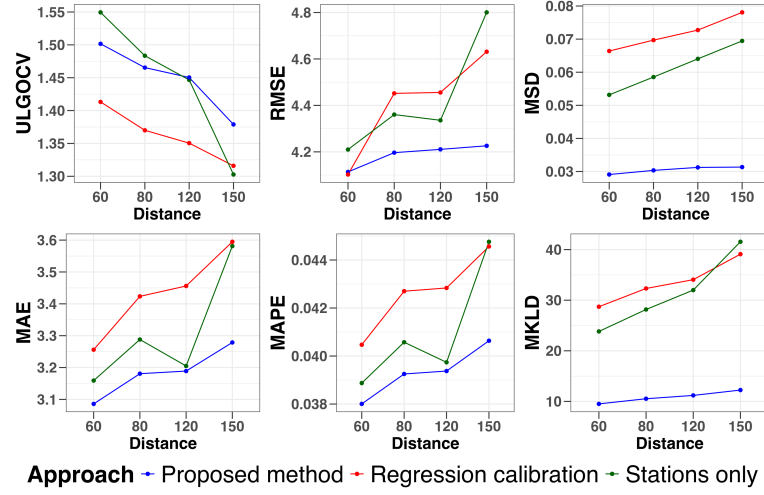 ULGOCV
1.55
1.50
1.45
1.40
1.35
1.30
60 80 120 150
Distance
RMSE
4.8
4.6
4.4
4.2
60 80 120 150
Distance
MSD
0.08
0.07
0.06
0.05
0.04
0.03
60 80 120 150
Distance
MAE
3.6
3.5
3.4
3.3
3.2
3.1
60 80 120 150
Distance
MAPE
0.044
0.042
0.040
0.038
60 80 120 150
Distance
MKLD
40
30
20
10
60 80 120 150
Distance
Approach Proposed method Regression calibration Stations only